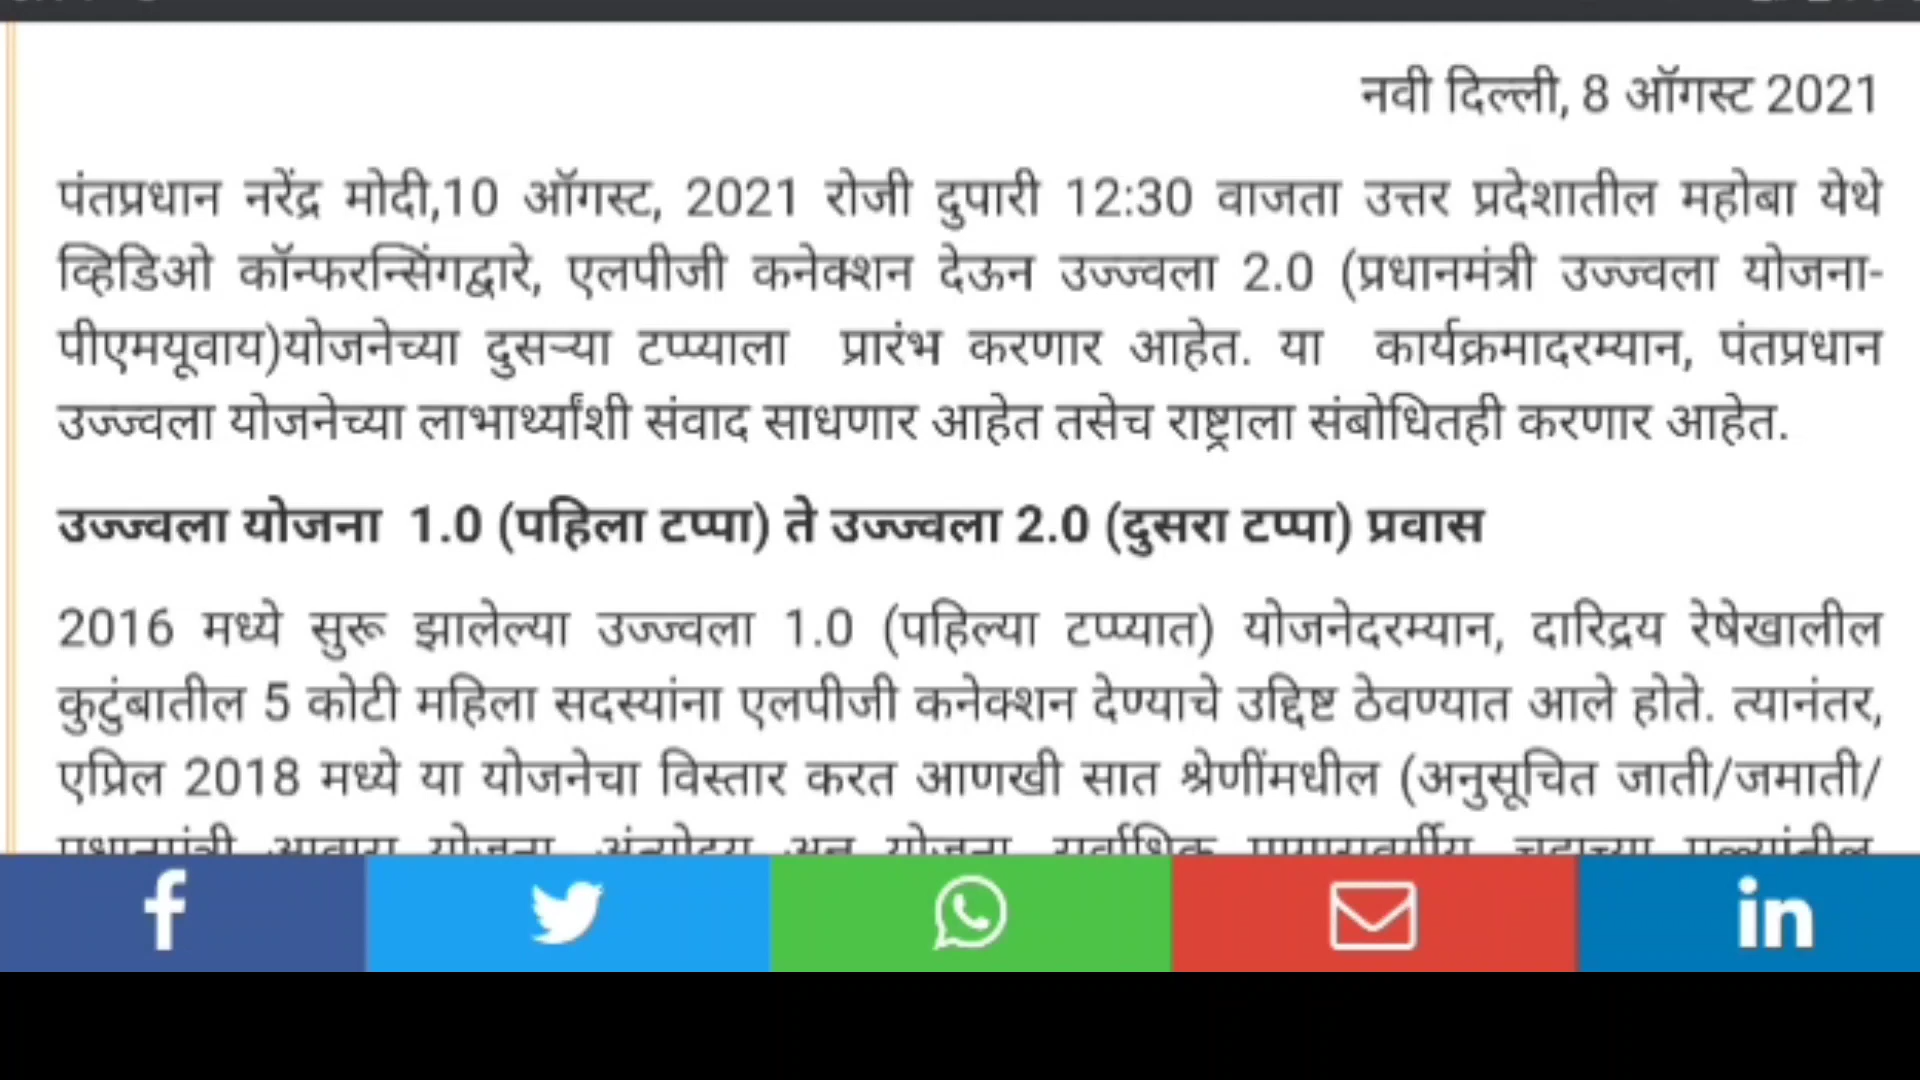 नवी दिल्ली, 8 ऑगस्ट 2021
पंतप्रधान नरेंद्र मोदी,10 ऑगस्ट, 2021 रोजी दुपारी 12:30 वाजता उत्तर प्रदेशातील महोबा येथे
व्हिडिओ कॉन्फरन्सिंगद्वारे, एलपीजी कनेक्शन देऊन उज्ज्वला 2.0 (प्रधानमंत्री उज्ज्वला योजना-
पीएमयूवाय)योजनेच्या दुसऱ्या टप्प्याला प्रारंभ करणार आहेत. या कार्यक्रमादरम्यान, पंतप्रधान
उज्ज्वला योजनेच्या लाभार्थ्यांशी संवाद साधणार आहेत तसेच राष्ट्राला संबोधितही करणार आहेत.
उज्ज्वला योजना 1.0 (पहिला टप्पा) ते उज्ज्वला 2.0 (दुसरा टप्पा) प्रवास
2016 मध्ये सुरू झालेल्या उज्ज्वला 1.0 (पहिल्या टप्प्यात) योजनेदरम्यान, दारिद्रय रेषेखालील
कुटुंबातील 5 कोटी महिला सदस्यांना एलपीजी कनेक्शन देण्याचे उद्दिष्ट ठेवण्यात आले होते. त्यानंतर,
एप्रिल 2018 मध्ये या योजनेचा विस्तार करत आणखी सात श्रेणींमधील (अनुसूचित जाती/जमाती/